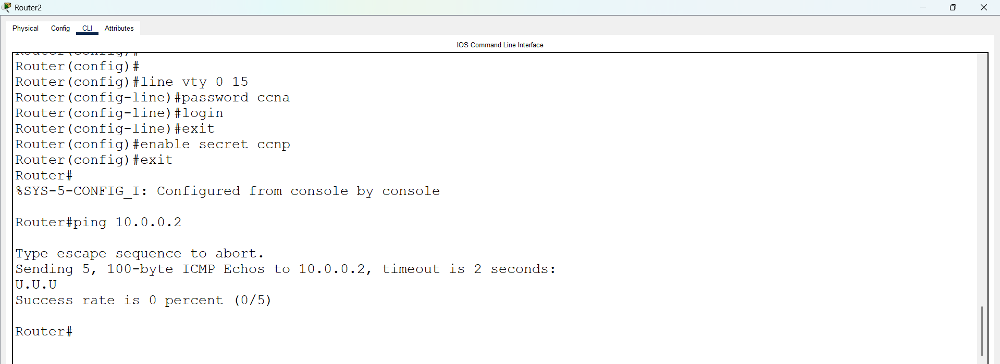 Router2
Physical Config CLI Attributes
IOS Command Line Interface
Router(config)#
Router(config)#
Router(config)#line vty 0 15
Router(config-line)#password ccna
Router(config-line)#login
Router(config-line)#exit
Router(config)#enable secret ccnp
Router(config)#exit
Router#
%SYS-5-CONFIG_I: Configured from console by console
Router#ping 10.0.0.2
Type escape sequence to abort.
Sending 5, 100-byte ICMP Echos to 10.0.0.2, timeout is 2 seconds:
U.U.U
Success rate is 0 percent (0/5)
Router#